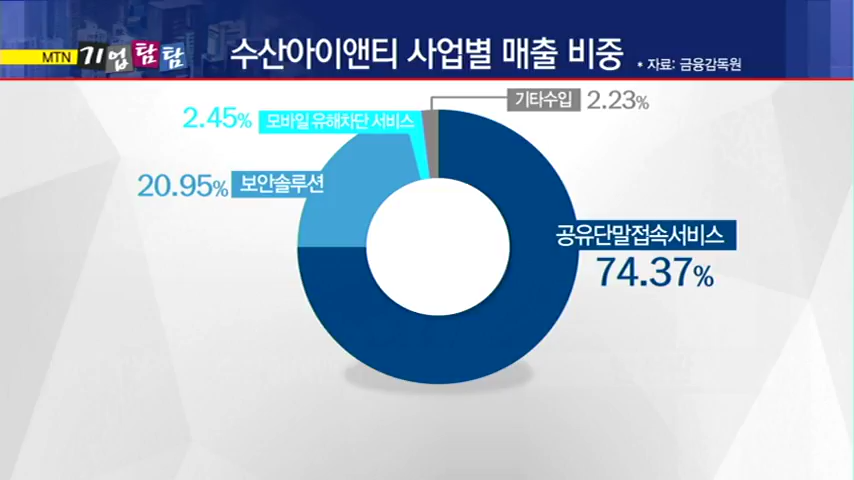 MTN 기업탐탐
수산아이앤티 사업별 매출 비중
* 자료: 금융감독원
기타수입 2.23%
2.45% 모바일 유해차단 서비스
20.95% 보안솔루션
공유단말접속서비스
74.37%